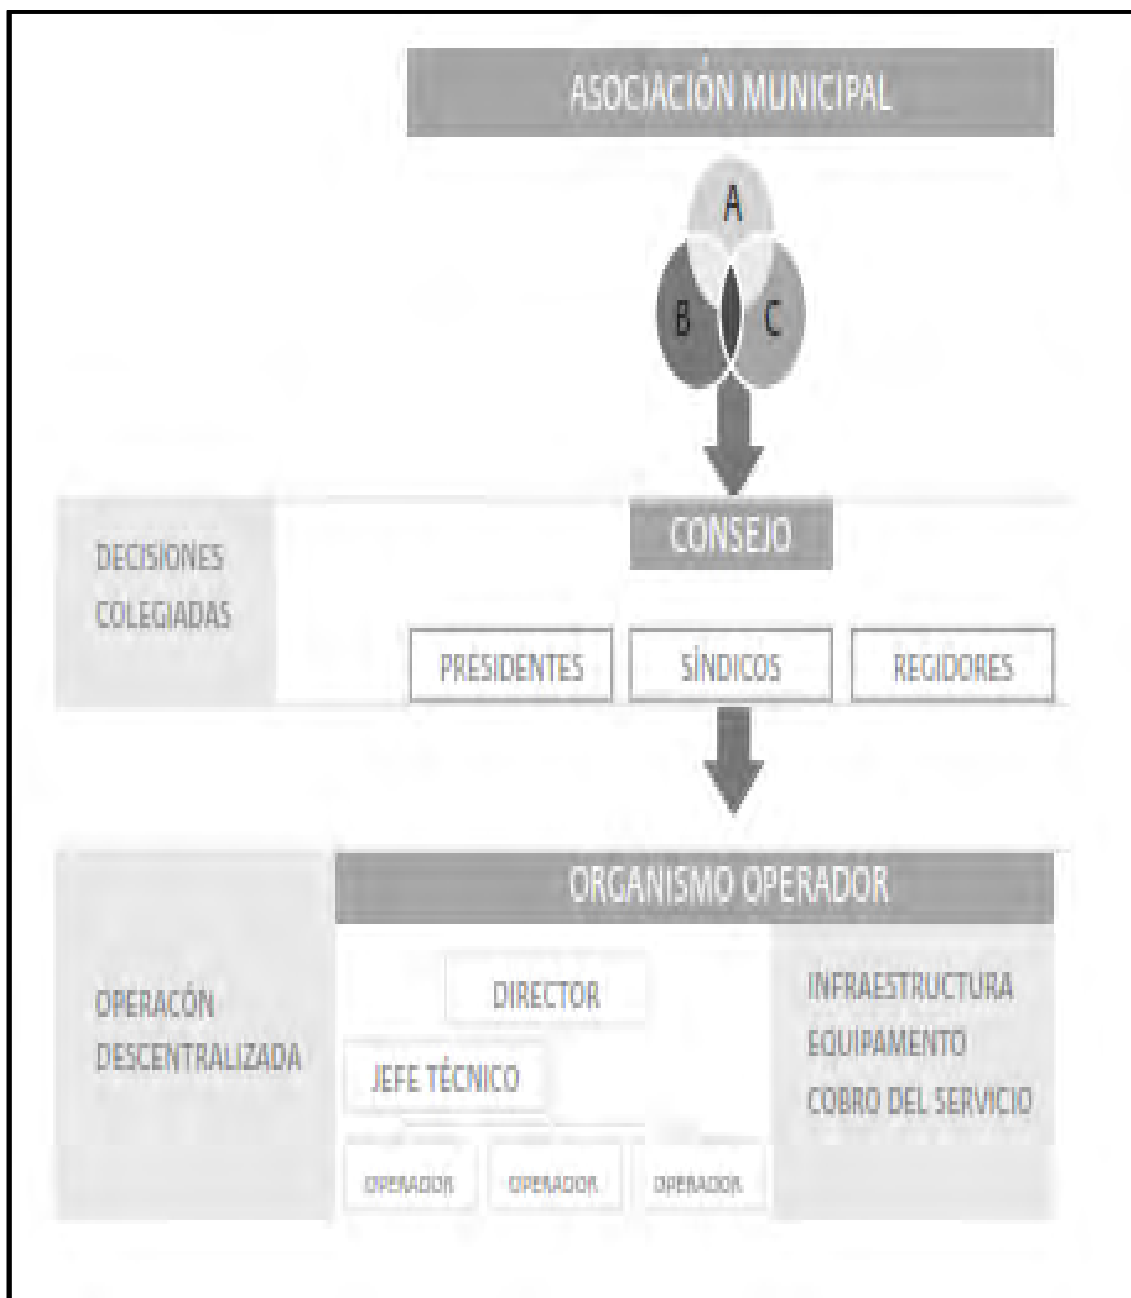 ASOCIACIÓN MUNICIPAL
A
B
C
CONSEJO
DECISIONES
COLEGIADAS
PRESIDENTES
SÍNDICOS
REGIDORES
ORGANISMO OPERADOR
OPERACÓN
DESCENTRALIZADA
DIRECTOR
JEFE TÉCNICO
OPERADOR
OPERADOR
OPERADOR
INFRAESTRUCTURA
EQUIPAMENTO
COBRO DEL SERVICIO